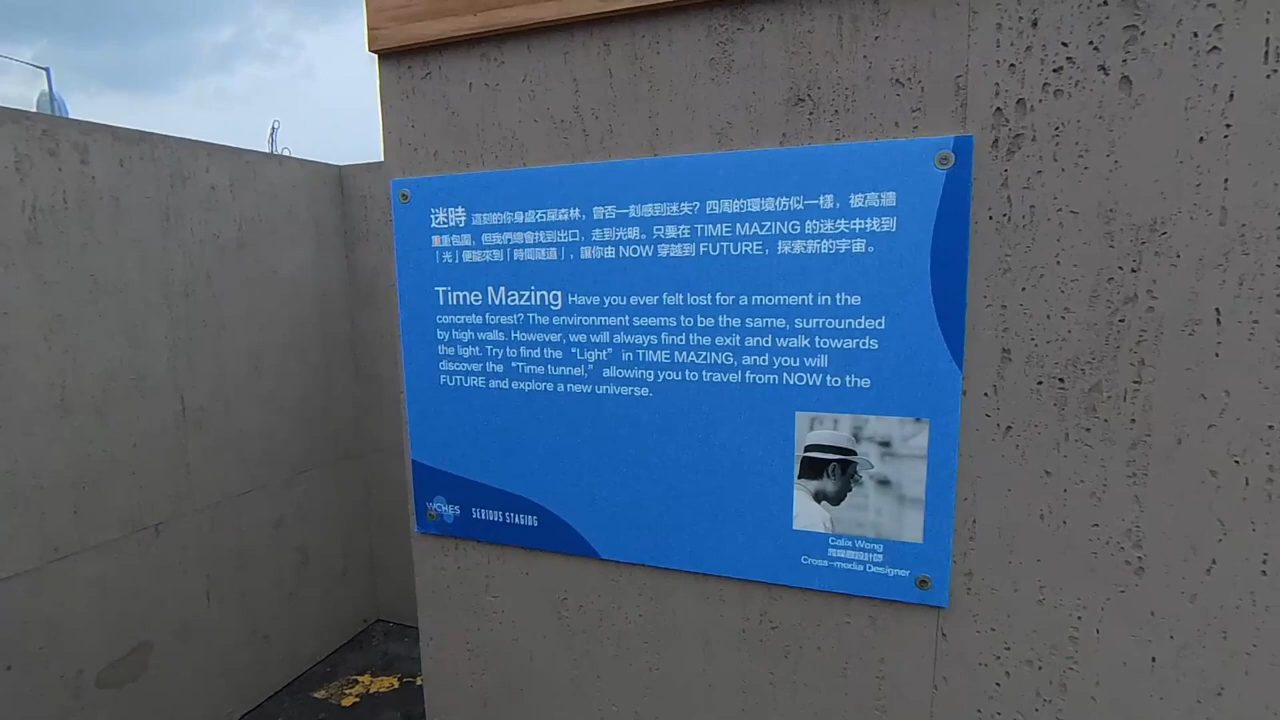 迷時 這刻的你身處石屎森林，曾否一刻感到迷失？四周的環境仿似一樣，被高牆
重重包圍，但我們總會找到出口，走到光明。只要在 TIME MAZING 的迷失中找到
「光」便能來到「時間隧道」，讓你由 NOW 穿越到 FUTURE，探索新的宇宙。
Time Mazing Have you ever felt lost for a moment in the
concrete forest? The environment seems to be the same, surrounded
by high walls. However, we will always find the exit and walk towards
the light. Try to find the “Light” in TIME MAZING, and you will
discover the “Time tunnel,” allowing you to travel from NOW to the
FUTURE and explore a new universe.
WCHES SERIOUS STAGING
Calix Wong
跨媒體設計師
Cross-media Designer